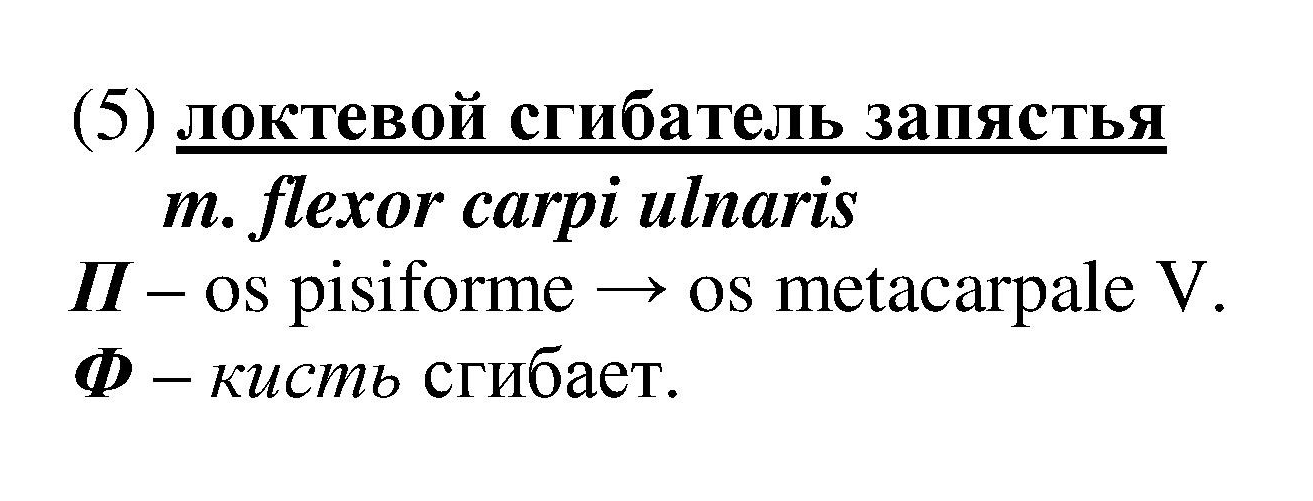 (5) локтевой сгибатель запястья
m. flexor carpi ulnaris
П – os pisiforme → os metacarpale V.
Ф – кисть сгибает.